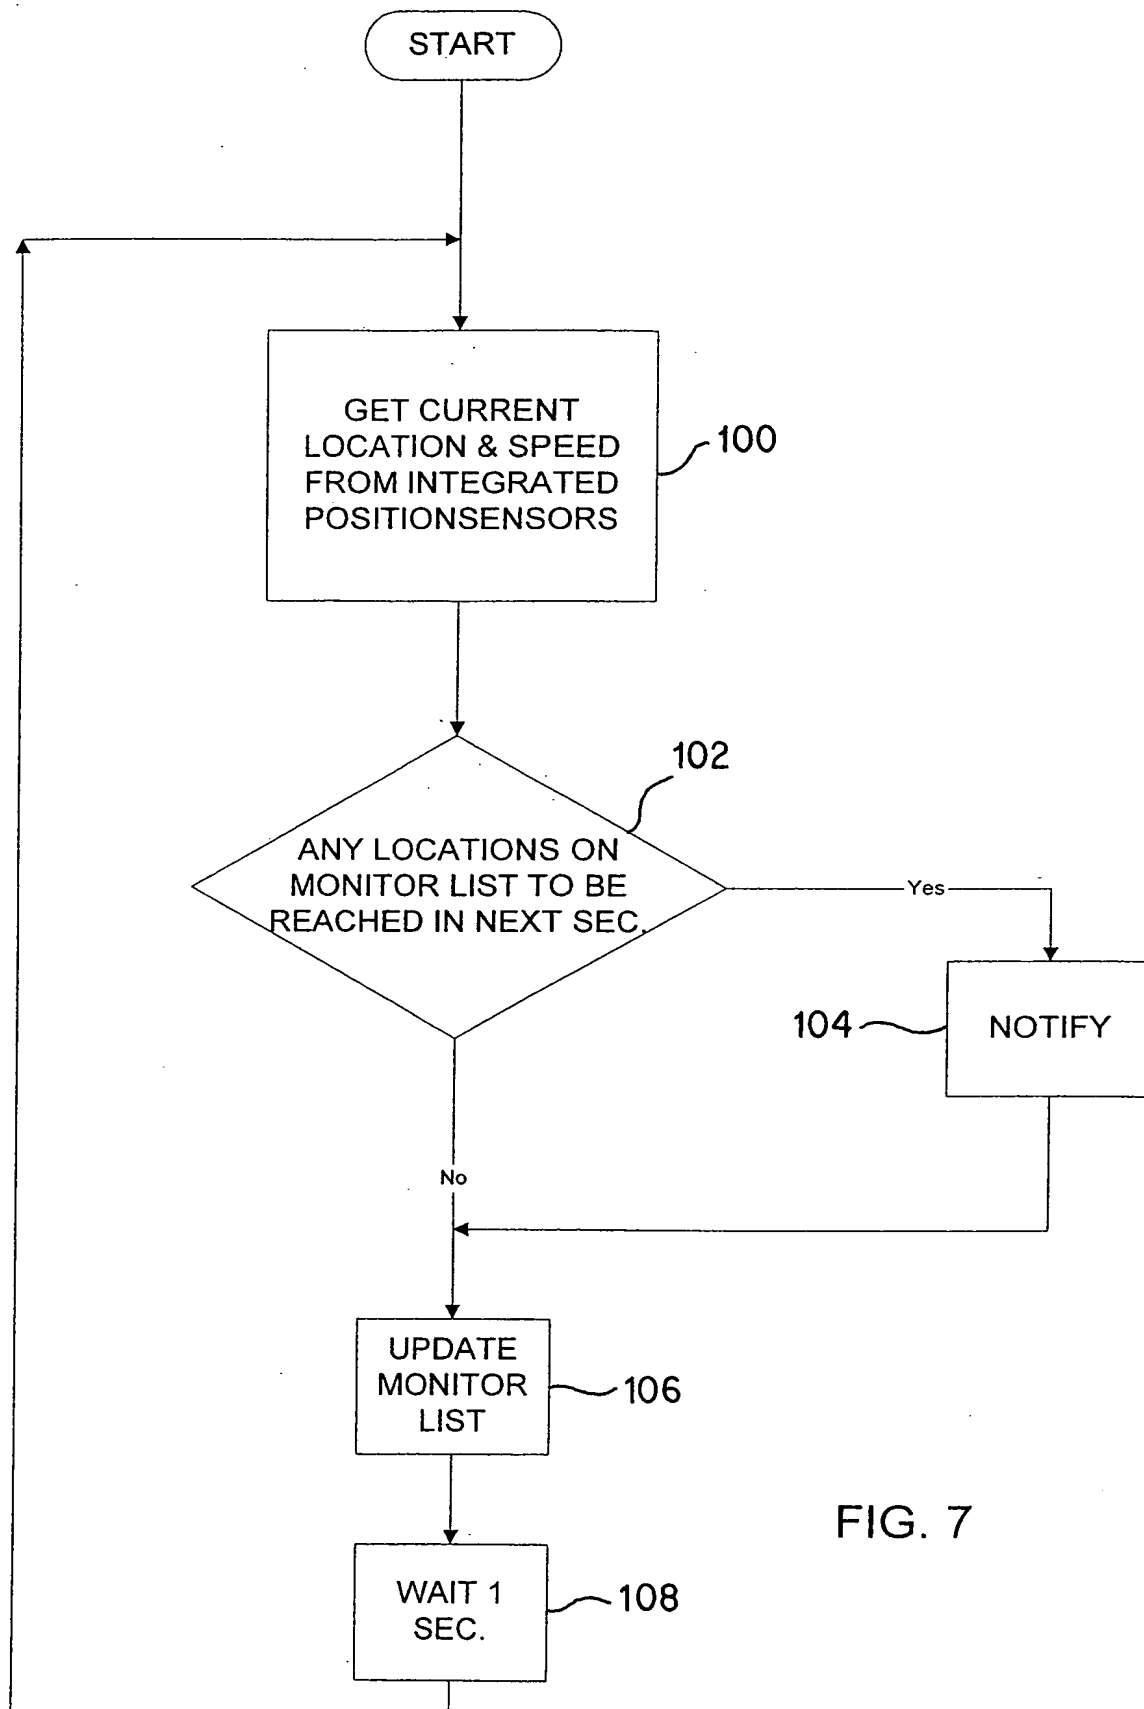 START
GET CURRENT
LOCATION & SPEED
FROM INTEGRATED
POSITIONSENSORS
100
102
ANY LOCATIONS ON
MONITOR LIST TO BE
REACHED IN NEXT SEC.
Yes
104
NOTIFY
No
UPDATE
MONITOR
LIST
106
FIG. 7
WAIT 1
SEC.
108